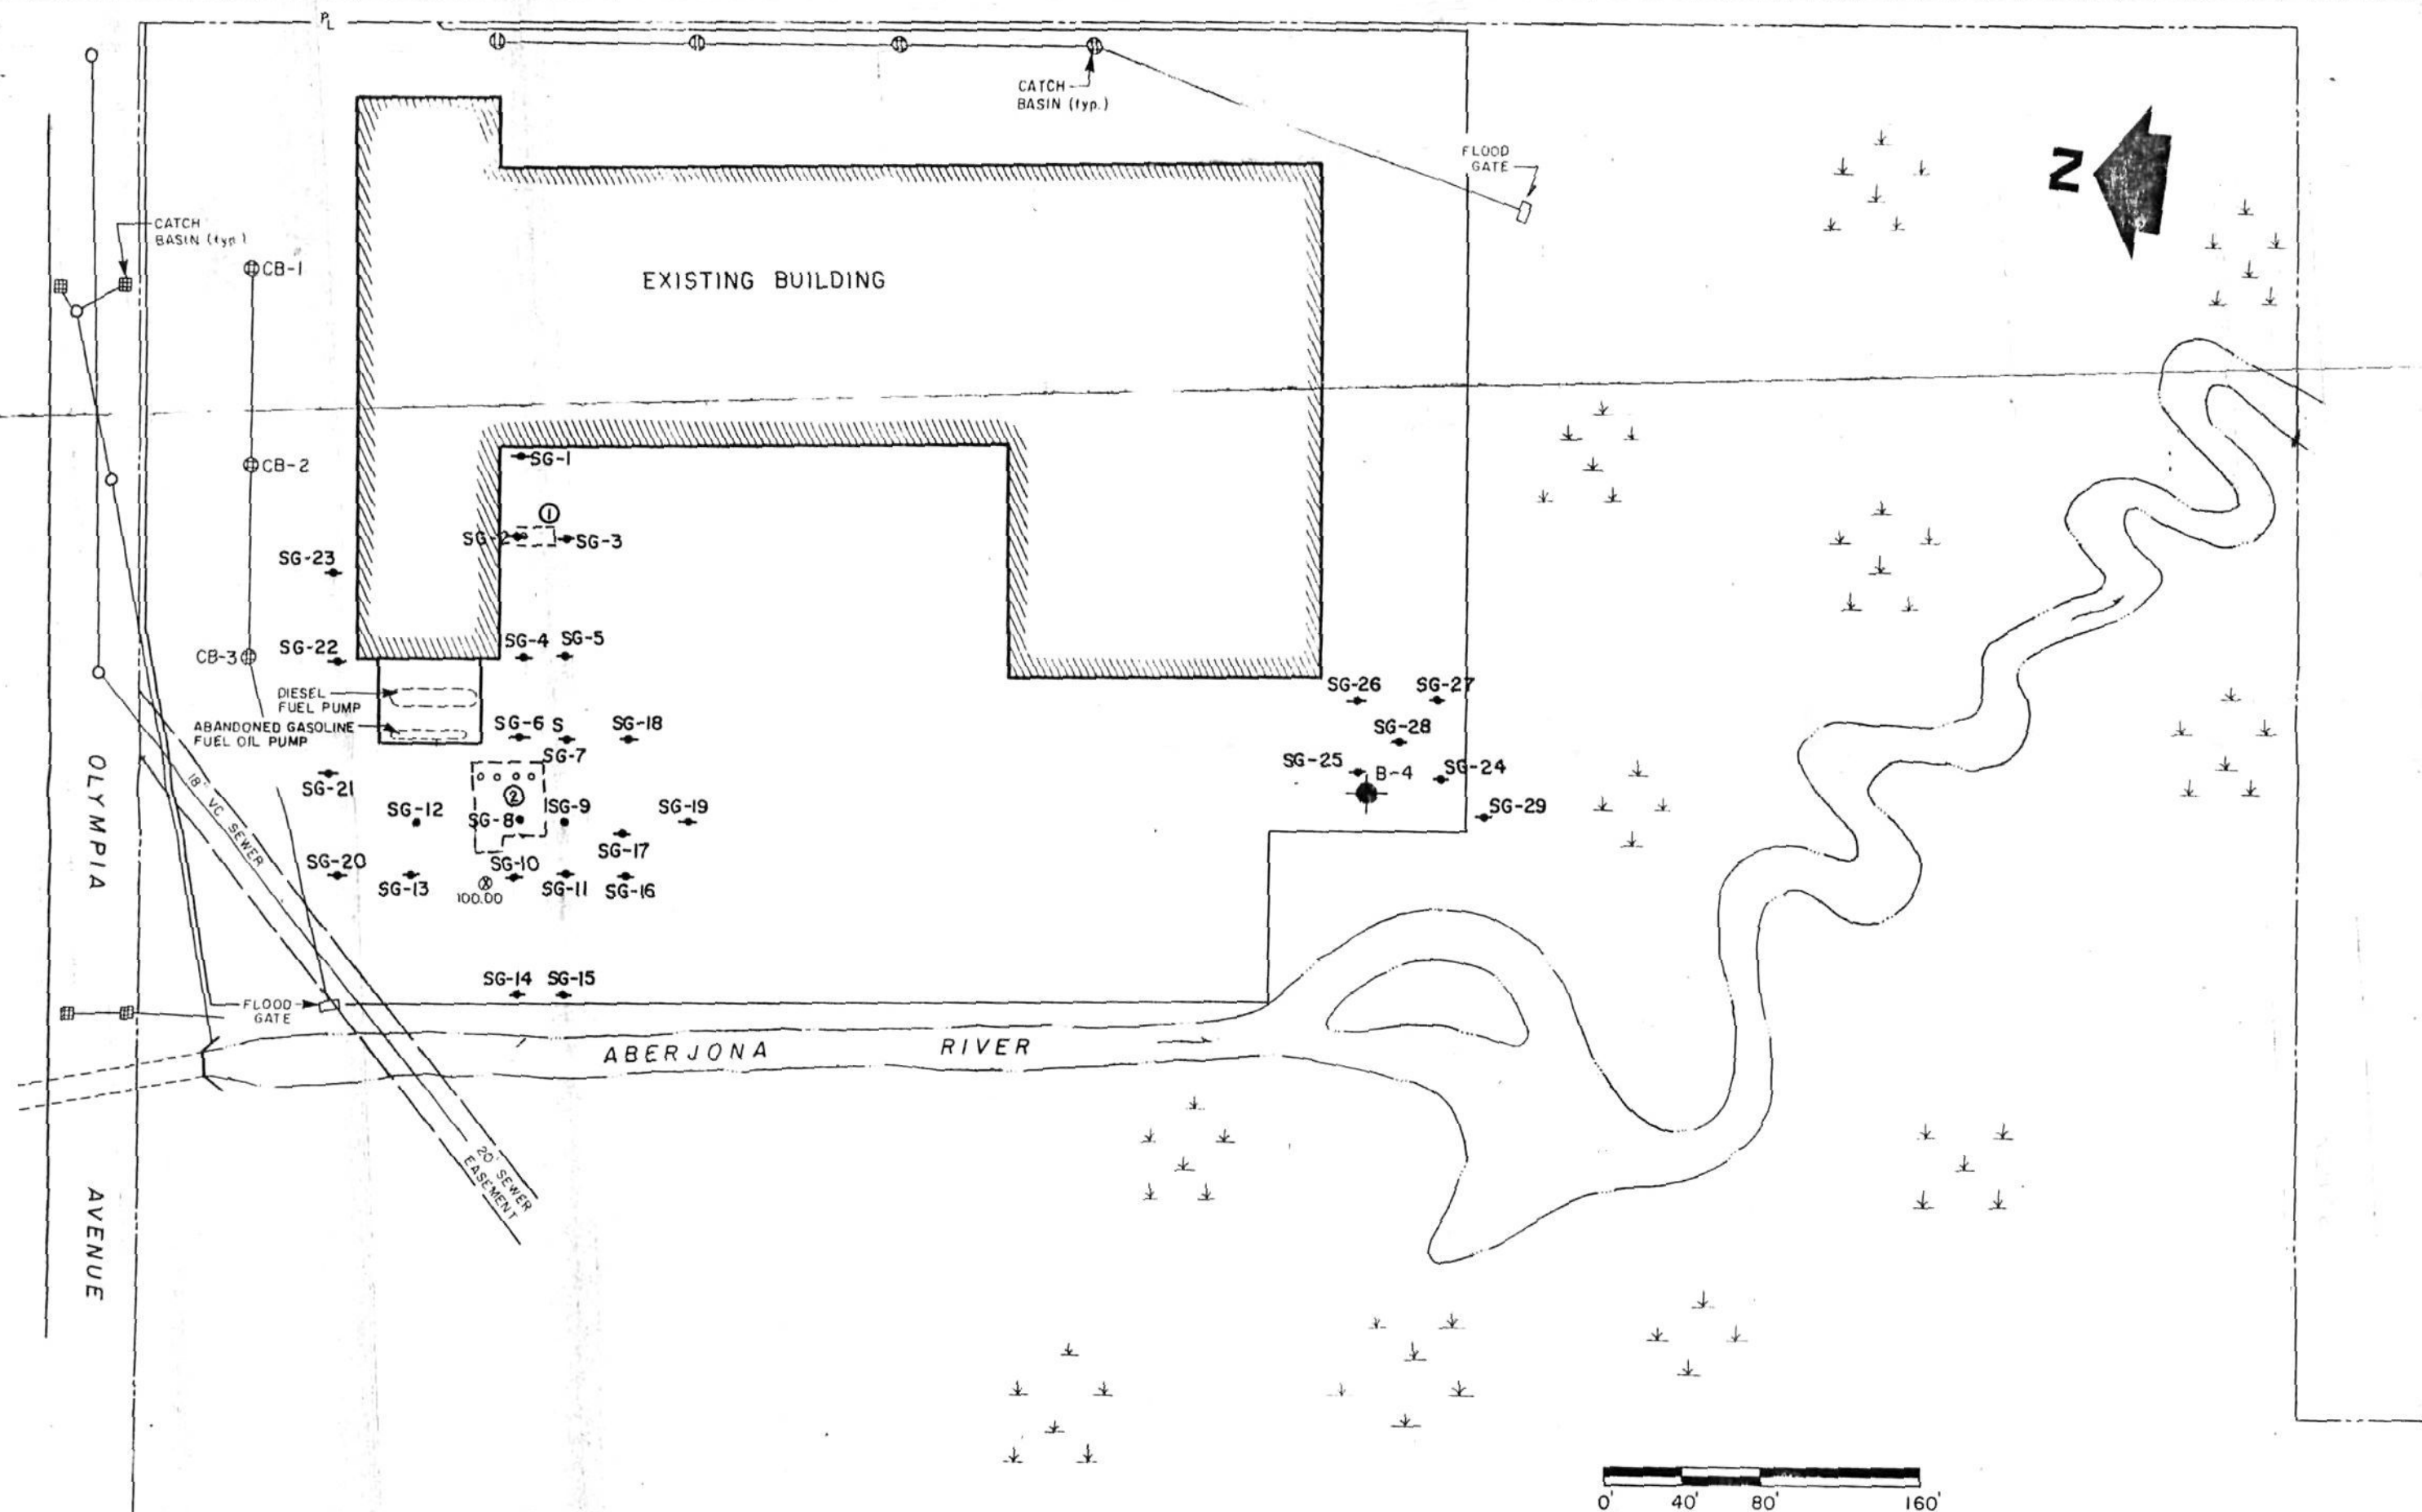 PL
CATCH
BASIN (typ.)
FLOOD
GATE
N
CATCH
BASIN (typ.)
CB-1
EXISTING BUILDING
CB-2
SG-1
1
SG-2
SG-3
SG-23
SG-4 SG-5
SG-22
CB-3
DIESEL
FUEL PUMP
SG-26 SG-27
ABANDONED GASOLINE
FUEL OIL PUMP
SG-6 S SG-18
SG-28
SG-7
SG-25
B-4
SG-24
OLYMPIA
18" VC SEWER
SG-21
2
SG-12
SG-8
SG-9
SG-19
SG-29
SG-17
SG-20
SG-10
SG-13
100.00
SG-11
SG-16
SG-14 SG-15
FLOOD
GATE
ABERJONA RIVER
20' SEWER
EASEMENT
AVENUE
0' 40' 80' 160'